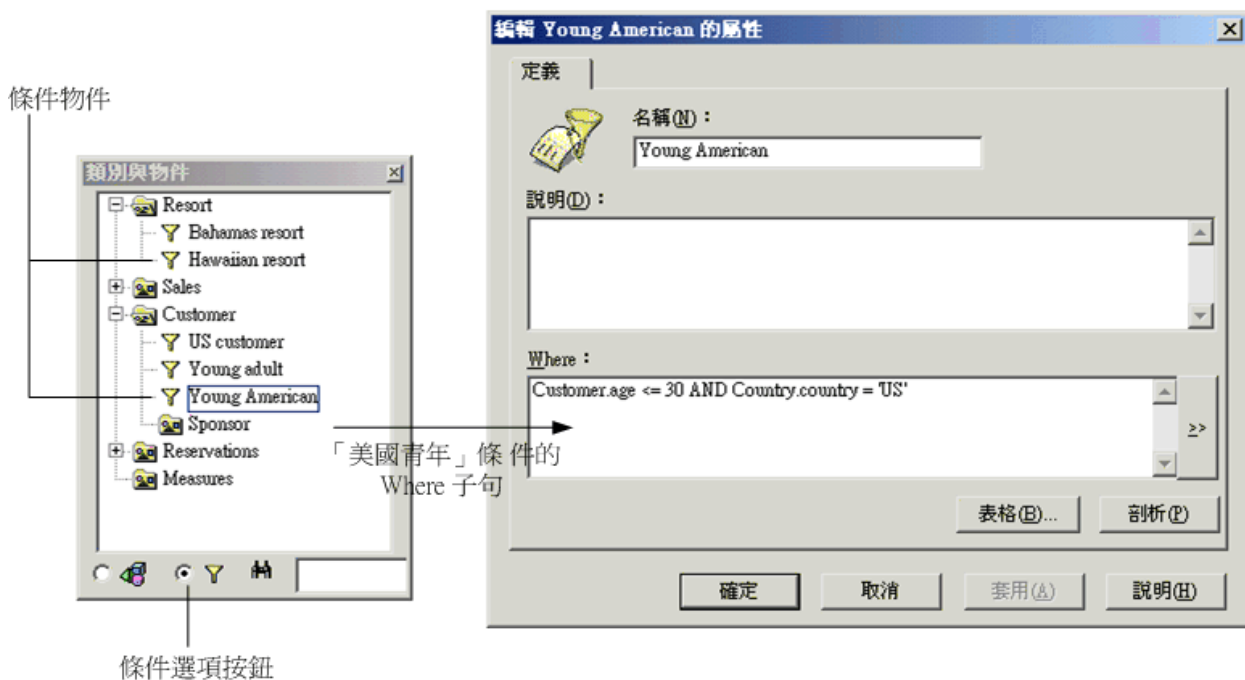 條件物件
類別與物件
Resort
Bahamas resort
Hawaiian resort
Sales
Customer
US customer
Young adult
Young American
Sponsor
Reservations
Measures
條件選項按鈕
「美國青年」條 件的
Where 子句
編輯 Young American 的屬性
定義
名稱(N)：
Young American
說明(D)：
Where：
Customer.age <= 30 AND Country.country = 'US'
>>
表格(B)...
剖析(P)
確定
取消
套用(A)
說明(H)